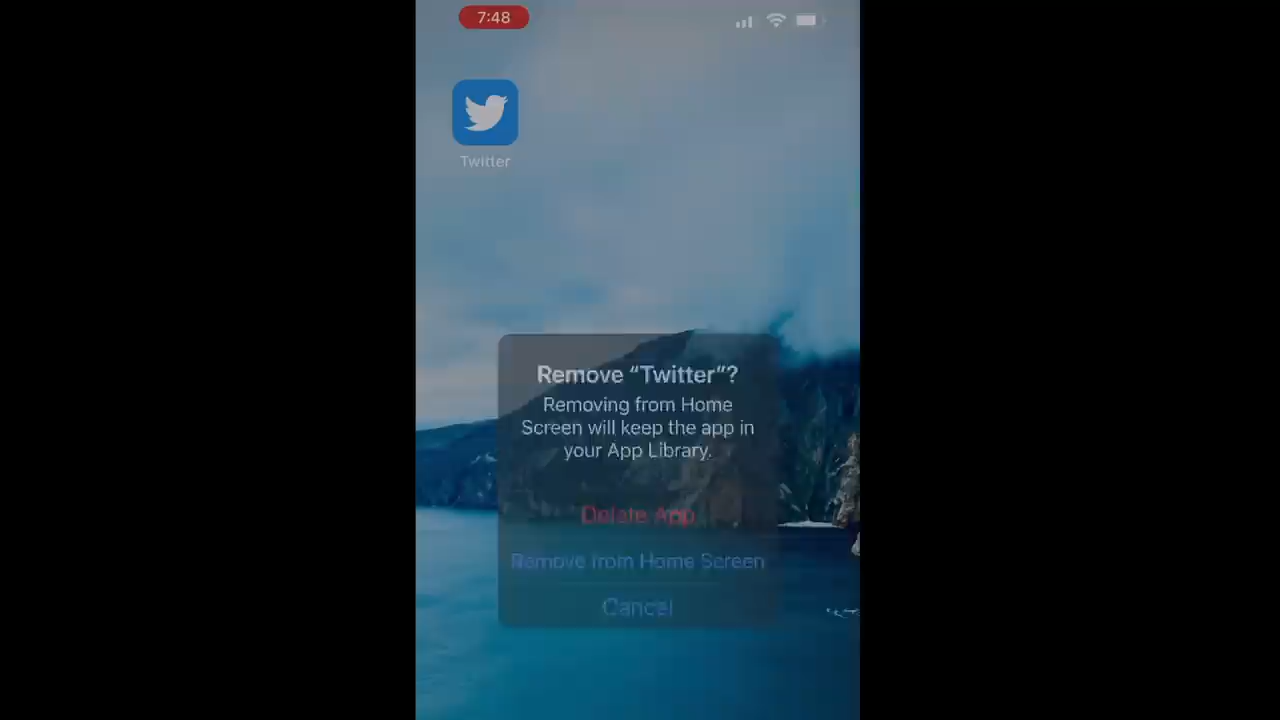 7:48
Twitter
Remove “Twitter”?
Removing from Home
Screen will keep the app in
your App Library.
Delete App
Remove from Home Screen
Cancel